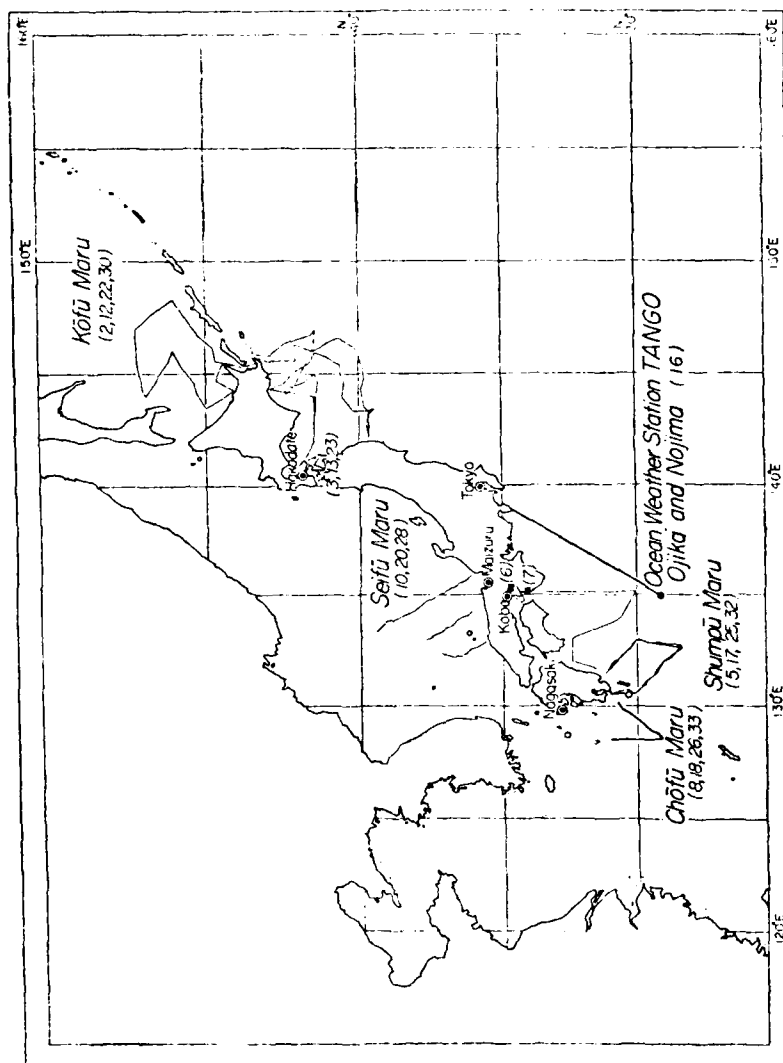 150°E
Kōfū Maru
(2,12,22,30)
Hakodate
(3,13,23)
Seifū Maru
(10,20,28)
Tokyo
Maizuru
Kobe
(6)
(7)
Nagasaki
Ocean Weather Station TANGO
Ojika and Nojima (16)
Shumpū Maru
(5,17,25,32)
Chōfū Maru
(8,18,26,33)
120°E
130°E
140°E